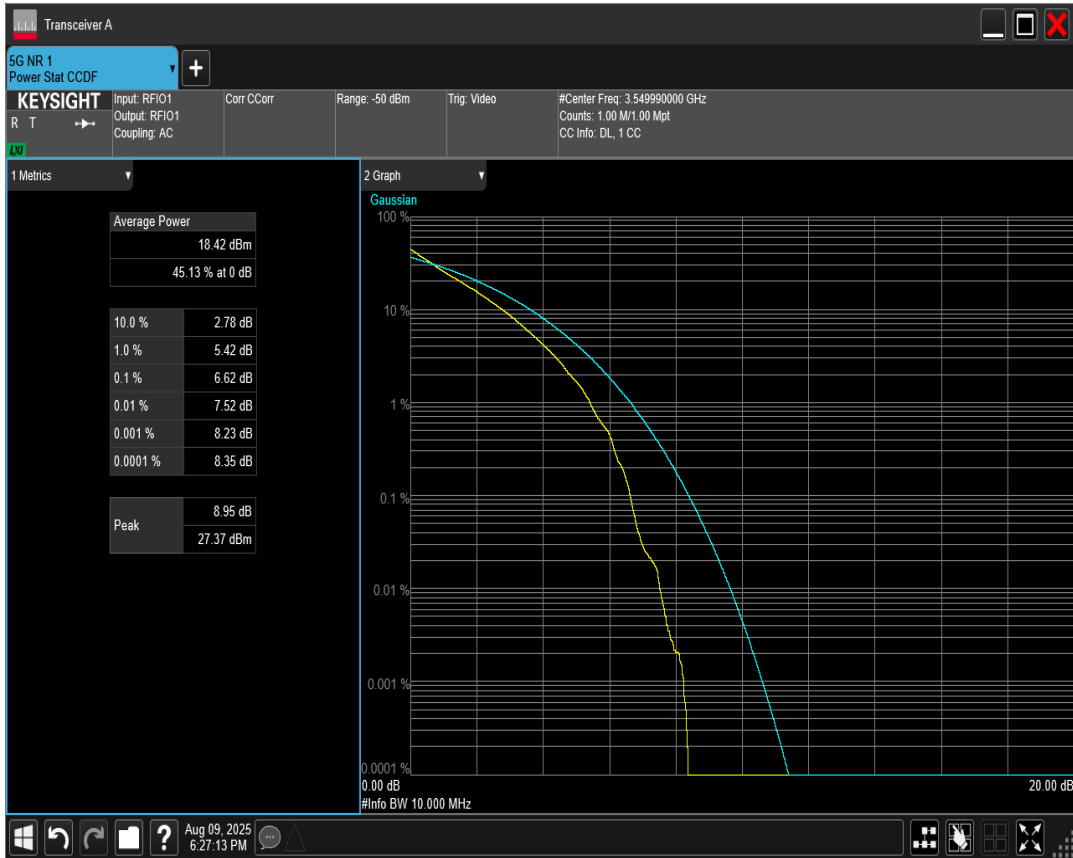 Transceiver A
5G NR 1
Power Stat CCDF
KEYSIGHT
R T
LXI
Input: RFIO1
Output: RFIO1
Coupling: AC
Corr CCorr
Range: -50 dBm
Trig: Video
#Center Freq: 3.549990000 GHz
Counts: 1.00 M/1.00 Mpt
CC Info: DL, 1 CC
1 Metrics
Average Power
18.42 dBm
45.13 % at 0 dB
10.0 % 2.78 dB
1.0 % 5.42 dB
0.1 % 6.62 dB
0.01 % 7.52 dB
0.001 % 8.23 dB
0.0001 % 8.35 dB
Peak
8.95 dB
27.37 dBm
2 Graph
Gaussian
100 %
10 %
1 %
0.1 %
0.01 %
0.001 %
0.0001 %
0.00 dB 20.00 dB
#Info BW 10.000 MHz
Aug 09, 2025
6:27:13 PM